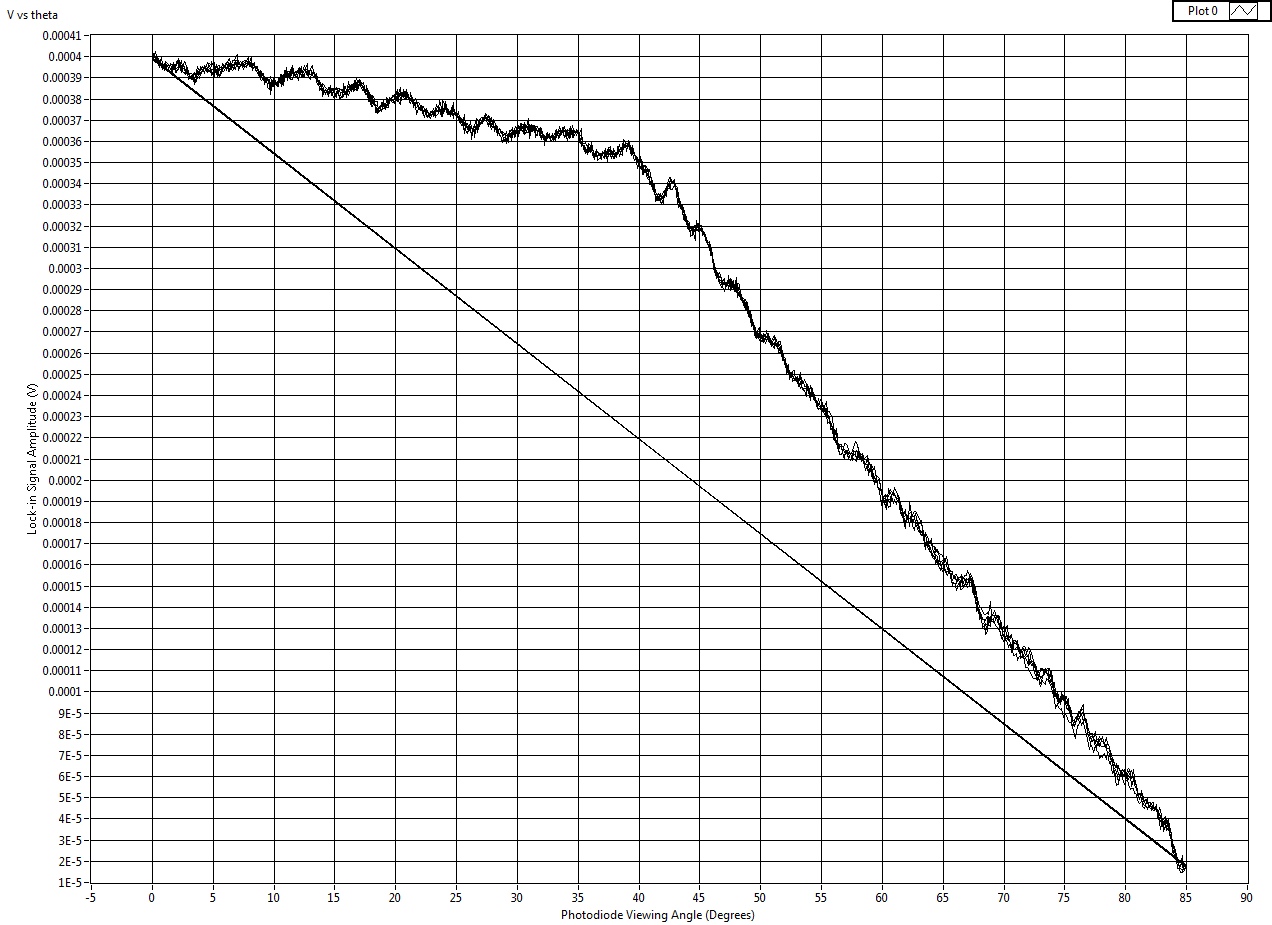 V vs theta
Plot 0
0.00041
0.0004
0.00039
0.00038
0.00037
0.00036
0.00035
0.00034
0.00033
0.00032
0.00031
0.0003
0.00029
0.00028
0.00027
0.00026
0.00025
0.00024
0.00023
0.00022
0.00021
0.0002
0.00019
0.00018
0.00017
0.00016
0.00015
0.00014
0.00013
0.00012
0.00011
0.0001
9E-5
8E-5
7E-5
6E-5
5E-5
4E-5
3E-5
2E-5
1E-5
Lock-in Signal Amplitude (V)
-5 0 5 10 15 20 25 30 35 40 45 50 55 60 65 70 75 80 85 90
Photodiode Viewing Angle (Degrees)